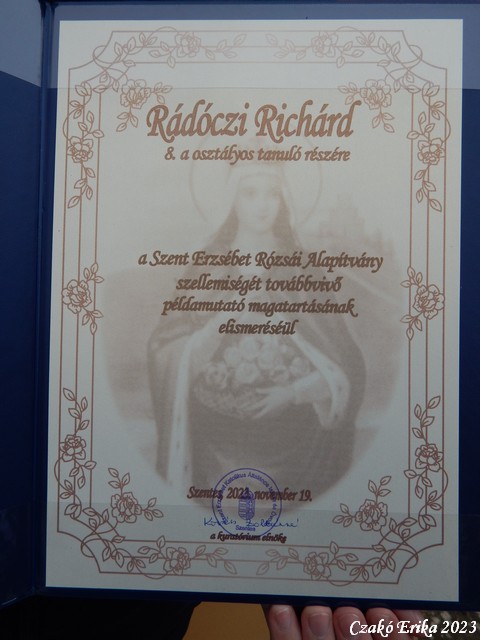 Rádóczi Richárd
8. a osztályos tanuló részére
a Szent Erzsébet Rózsái Alapítvány
szellemiségét továbbvivő
példamutató magatartásának
elismeréséül
Szentes, 2023. november 19.
a kuratórium elnöke
Czakó Erika 2023